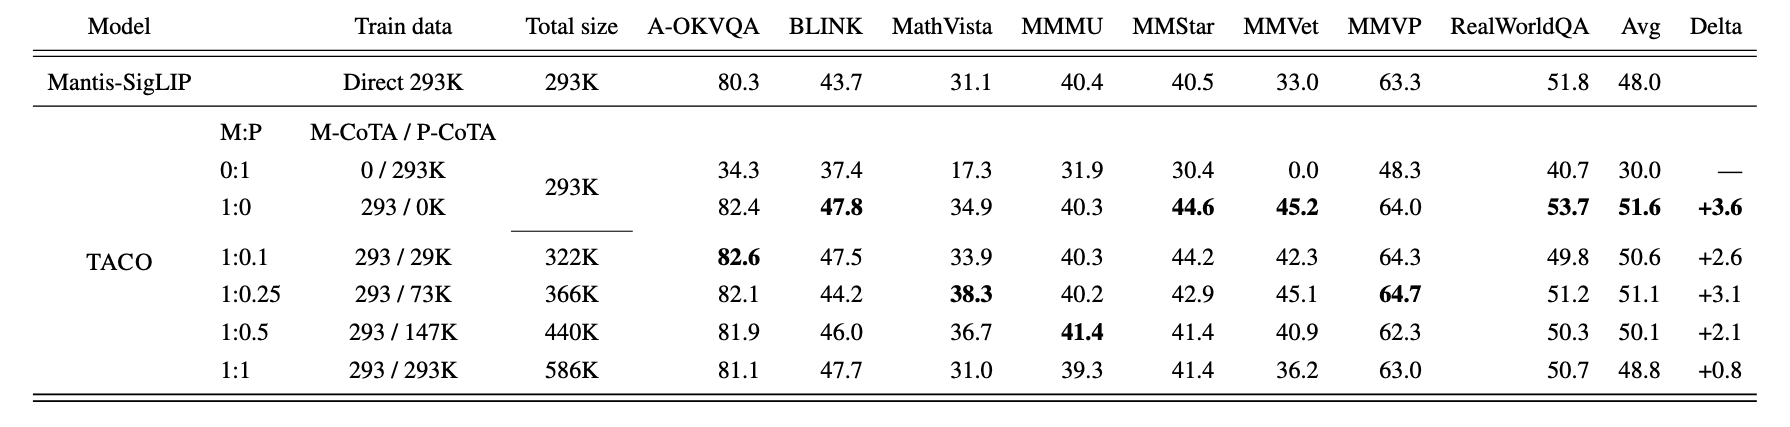 Model Train data Total size A-OKVQA BLINK MathVista MMMU MMStar MMVet MMVP RealWorldQA Avg Delta
Mantis-SigLIP Direct 293K 293K 80.3 43.7 31.1 40.4 40.5 33.0 63.3 51.8 48.0
M:P M-CoTA / P-CoTA
0:1 0 / 293K 34.3 37.4 17.3 31.9 30.4 0.0 48.3 40.7 30.0 —
293K
1:0 293 / 0K 82.4 47.8 34.9 40.3 44.6 45.2 64.0 53.7 51.6 +3.6
TACO 1:0.1 293 / 29K 322K 82.6 47.5 33.9 40.3 44.2 42.3 64.3 49.8 50.6 +2.6
1:0.25 293 / 73K 366K 82.1 44.2 38.3 40.2 42.9 45.1 64.7 51.2 51.1 +3.1
1:0.5 293 / 147K 440K 81.9 46.0 36.7 41.4 41.4 40.9 62.3 50.3 50.1 +2.1
1:1 293 / 293K 586K 81.1 47.7 31.0 39.3 41.4 36.2 63.0 50.7 48.8 +0.8